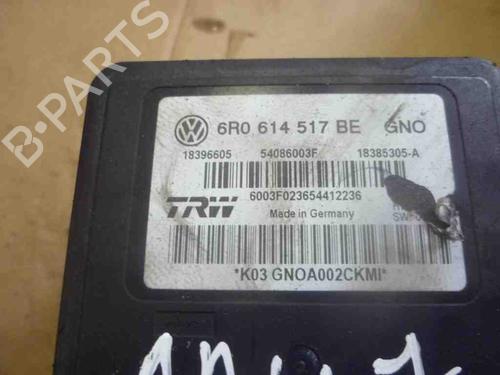 B-PARTS
6R0 614 517 BE GNO
18396605 54086003F 18385305-A
6003F023654412236
TRW
Made in Germany
*K03 GNOA002CKMI*